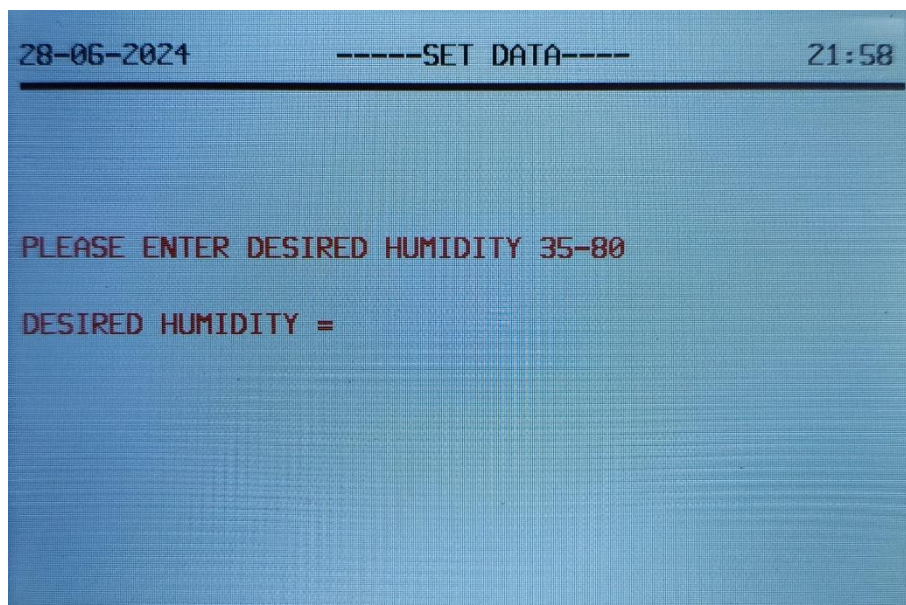 28-06-2024 -----SET DATA---- 21:58
PLEASE ENTER DESIRED HUMIDITY 35-80
DESIRED HUMIDITY =